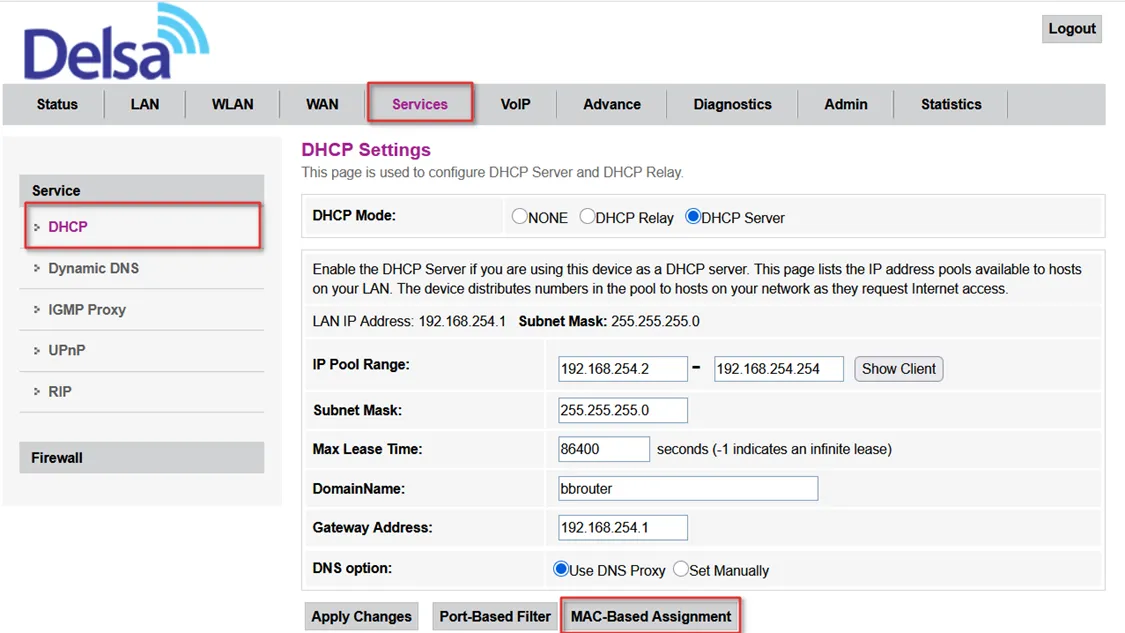 Delsa
Logout
Status LAN WLAN WAN Services VoIP Advance Diagnostics Admin Statistics
DHCP Settings
This page is used to configure DHCP Server and DHCP Relay.
Service
DHCP
Dynamic DNS
IGMP Proxy
UPnP
RIP
Firewall
DHCP Mode: NONE DHCP Relay DHCP Server
Enable the DHCP Server if you are using this device as a DHCP server. This page lists the IP address pools available to hosts
on your LAN. The device distributes numbers in the pool to hosts on your network as they request Internet access.
LAN IP Address: 192.168.254.1 Subnet Mask: 255.255.255.0
IP Pool Range: 192.168.254.2 - 192.168.254.254 Show Client
Subnet Mask: 255.255.255.0
Max Lease Time: 86400 seconds (-1 indicates an infinite lease)
DomainName: bbrouter
Gateway Address: 192.168.254.1
DNS option: Use DNS Proxy Set Manually
Apply Changes Port-Based Filter MAC-Based Assignment